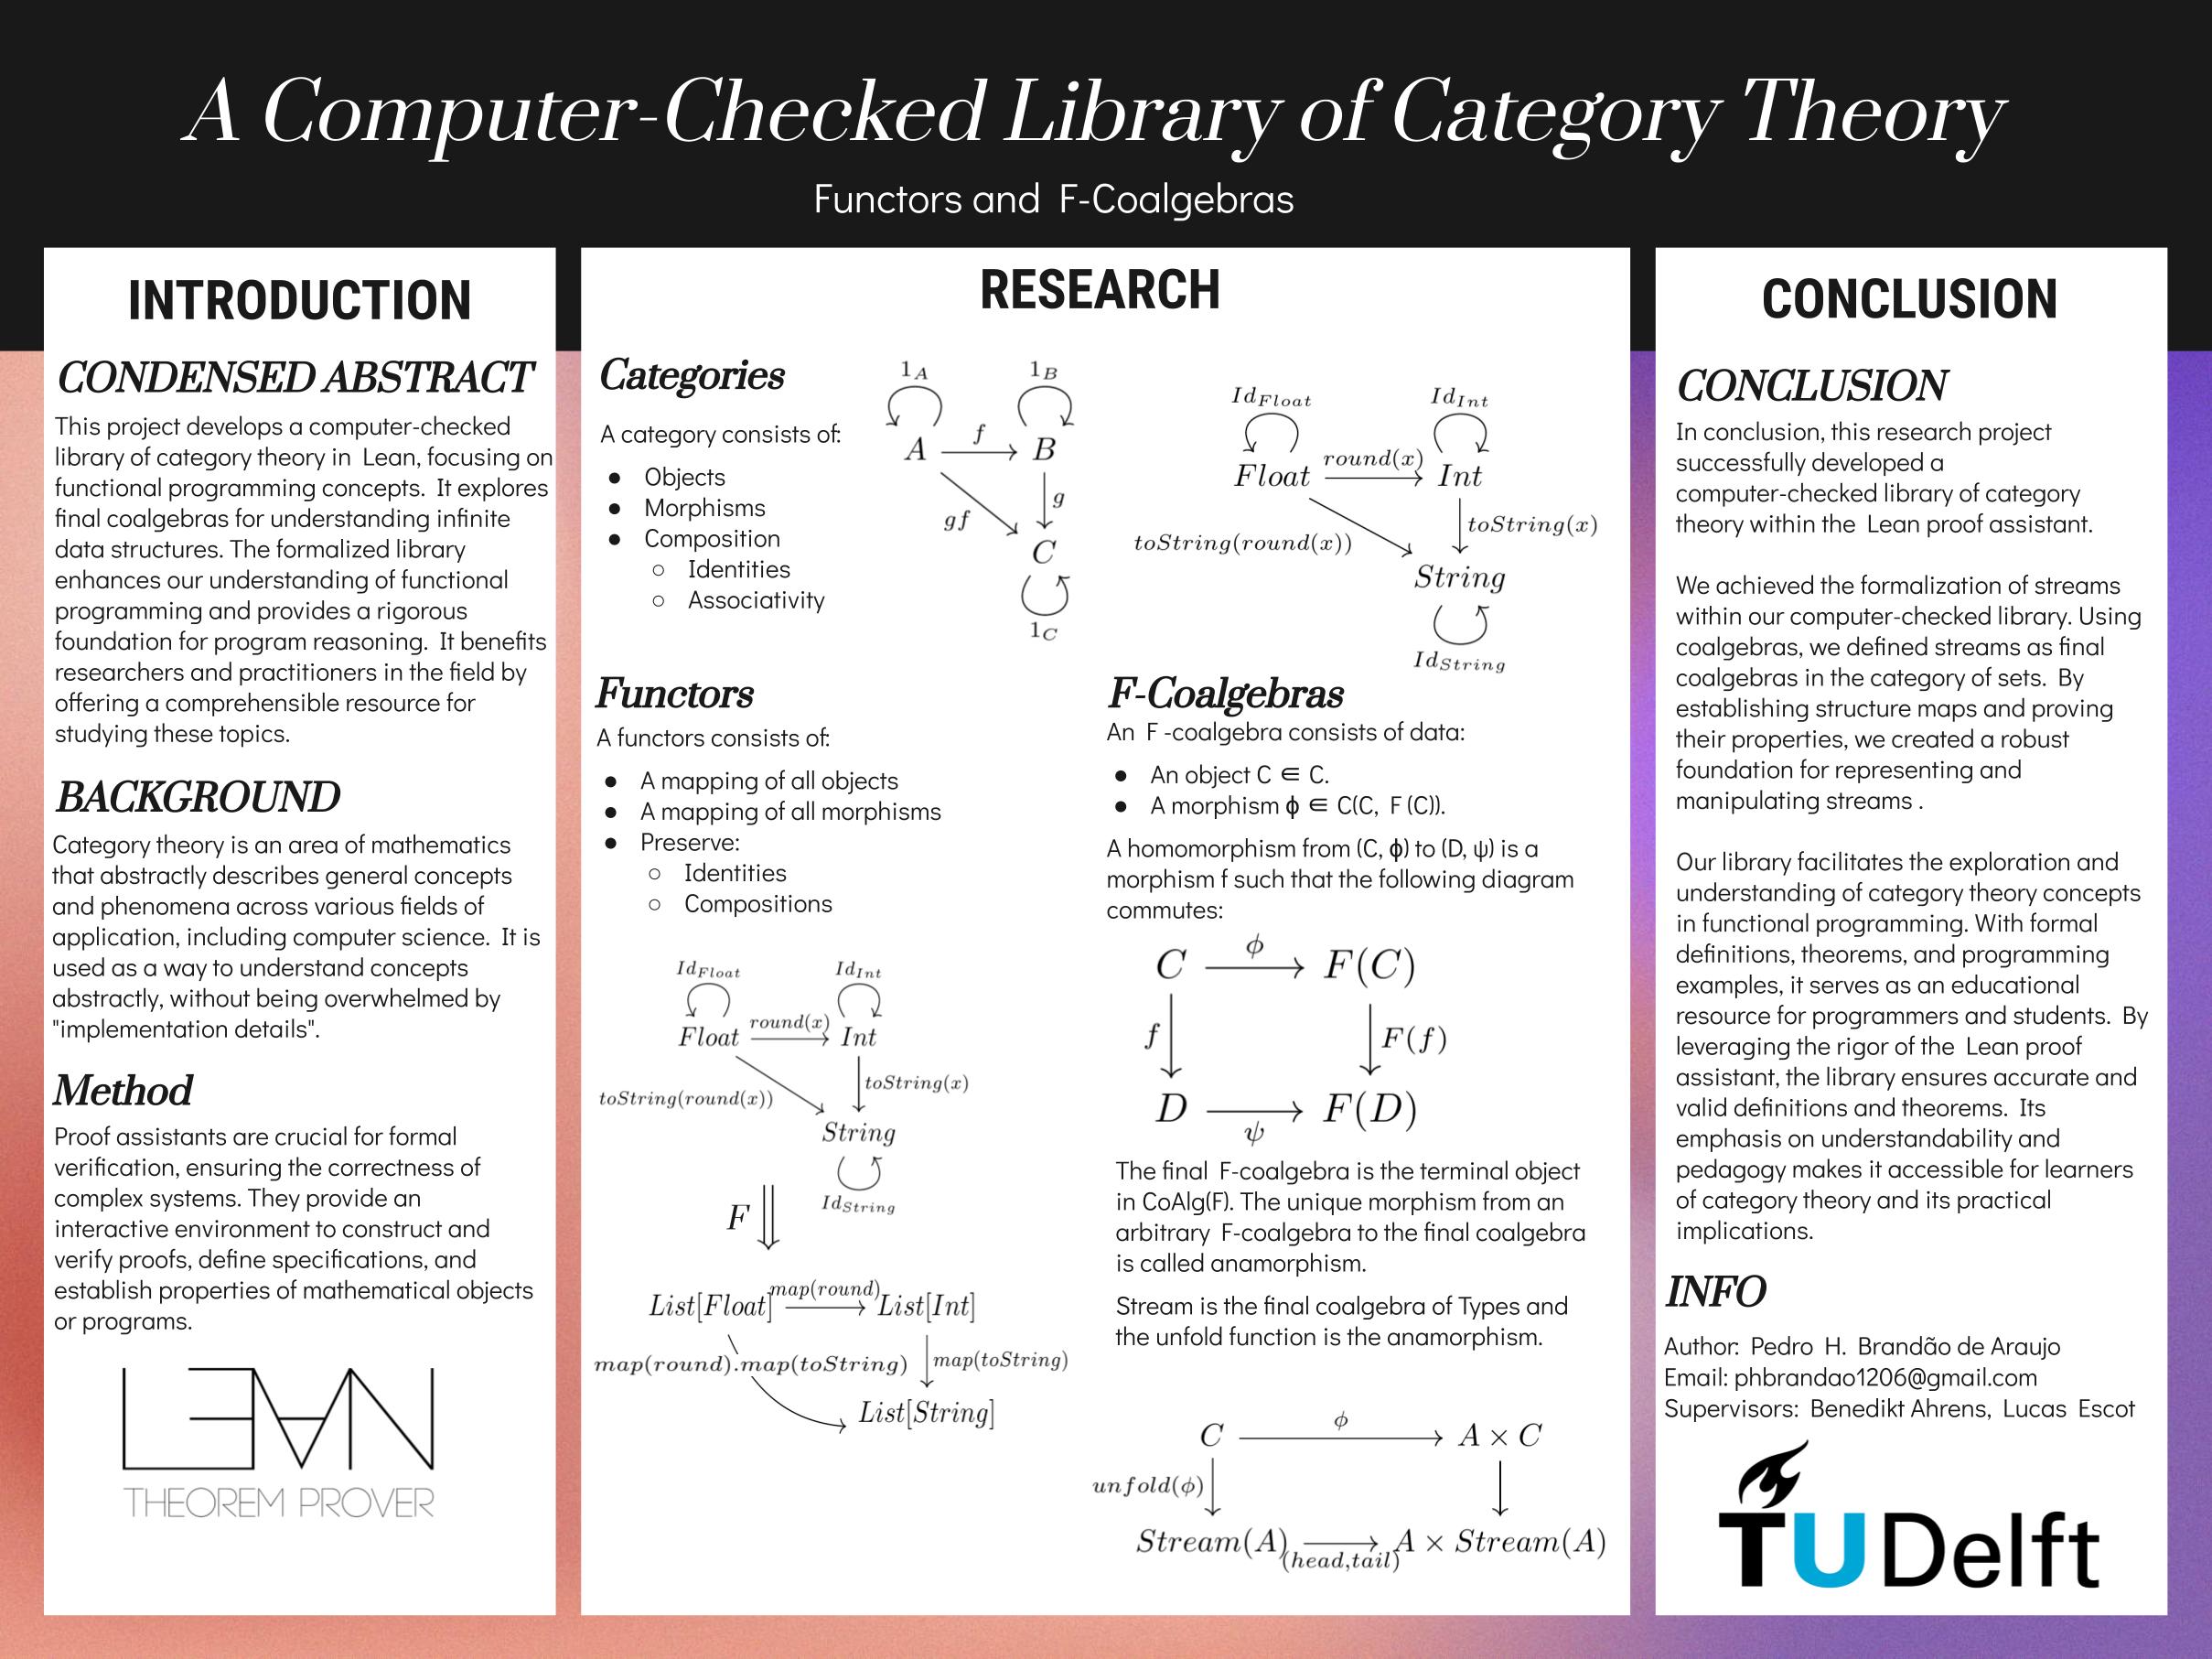 A Computer-Checked Library of Category Theory
Functors and F-Coalgebras
INTRODUCTION
CONDENSED ABSTRACT
This project develops a computer-checked
library of category theory in Lean, focusing on
functional programming concepts. It explores
final coalgebras for understanding infinite
data structures. The formalized library
enhances our understanding of functional
programming and provides a rigorous
foundation for program reasoning. It benefits
researchers and practitioners in the field by
offering a comprehensible resource for
studying these topics.
BACKGROUND
Category theory is an area of mathematics
that abstractly describes general concepts
and phenomena across various fields of
application, including computer science. It is
used as a way to understand concepts
abstractly, without being overwhelmed by
"implementation details".
Method
Proof assistants are crucial for formal
verification, ensuring the correctness of
complex systems. They provide an
interactive environment to construct and
verify proofs, define specifications, and
establish properties of mathematical objects
or programs.
L∃∀N
THEOREM PROVER
RESEARCH
Categories
A category consists of:
● Objects
● Morphisms
● Composition
○ Identities
○ Associativity
1_A 1_B
A f B
gf g
C
1_C
Id_Float Id_Int
Float round(x) Int
toString(round(x)) toString(x)
String
Id_String
Functors
A functors consists of:
● A mapping of all objects
● A mapping of all morphisms
● Preserve:
○ Identities
○ Compositions
Id_Float Id_Int
Float round(x) Int
toString(round(x)) toString(x)
String
Id_String
F
List[Float] map(round) List[Int]
map(round).map(toString) map(toString)
List[String]
F-Coalgebras
An F -coalgebra consists of data:
● An object C ∈ C.
● A morphism ϕ ∈ C(C, F (C)).
A homomorphism from (C, ϕ) to (D, ψ) is a
morphism f such that the following diagram
commutes:
C ϕ F(C)
f F(f)
D ψ F(D)
The final F-coalgebra is the terminal object
in CoAlg(F). The unique morphism from an
arbitrary F-coalgebra to the final coalgebra
is called anamorphism.
Stream is the final coalgebra of Types and
the unfold function is the anamorphism.
C ϕ A × C
unfold(ϕ)
Stream(A) (head,tail) A × Stream(A)
CONCLUSION
CONCLUSION
In conclusion, this research project
successfully developed a
computer-checked library of category
theory within the Lean proof assistant.
We achieved the formalization of streams
within our computer-checked library. Using
coalgebras, we defined streams as final
coalgebras in the category of sets. By
establishing structure maps and proving
their properties, we created a robust
foundation for representing and
manipulating streams .
Our library facilitates the exploration and
understanding of category theory concepts
in functional programming. With formal
definitions, theorems, and programming
examples, it serves as an educational
resource for programmers and students. By
leveraging the rigor of the Lean proof
assistant, the library ensures accurate and
valid definitions and theorems. Its
emphasis on understandability and
pedagogy makes it accessible for learners
of category theory and its practical
implications.
INFO
Author: Pedro H. Brandão de Araujo
Email: phbrandao1206@gmail.com
Supervisors: Benedikt Ahrens, Lucas Escot
TUDelft